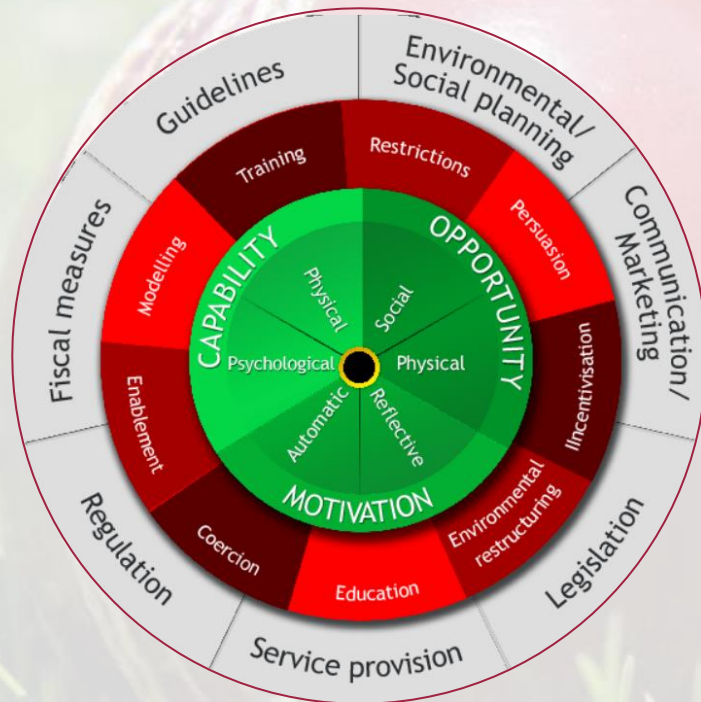 Guidelines
Environmental/
Social planning
Communication/
Marketing
Legislation
Service provision
Regulation
Fiscal measures
Training
Restrictions
Persuasion
IIncentivisation
Environmental
restructuring
Education
Coercion
Enablement
Modelling
CAPABILITY
OPPORTUNITY
MOTIVATION
Physical
Social
Physical
Reflective
Automatic
Psychological